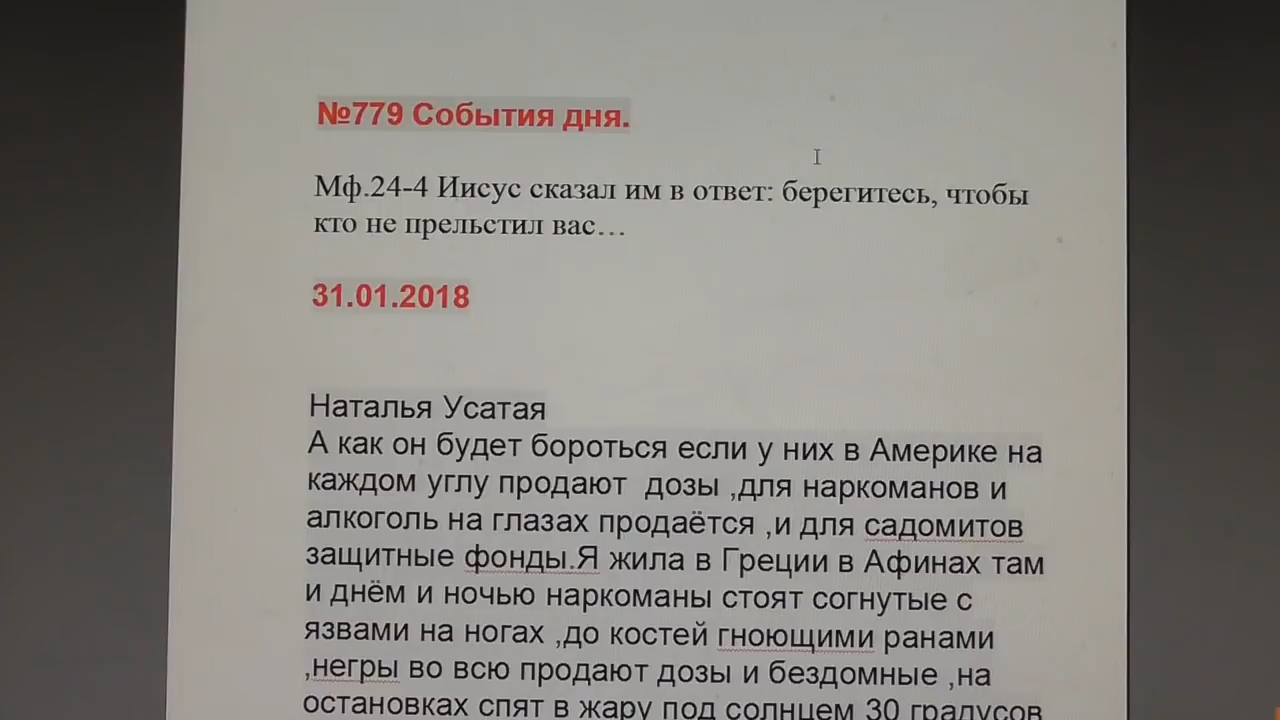 №779 События дня.
Мф.24-4 Иисус сказал им в ответ: берегитесь, чтобы
кто не прельстил вас…
31.01.2018
Наталья Усатая
А как он будет бороться если у них в Америке на
каждом углу продают  дозы ,для наркоманов и
алкоголь на глазах продаётся ,и для садомитов
защитные фонды.Я жила в Греции в Афинах там
и днём и ночью наркоманы стоят согнутые с
язвами на ногах ,до костей гноющими ранами
,негры во всю продают дозы и бездомные ,на
остановках спят в жару под солнцем 30 градусов